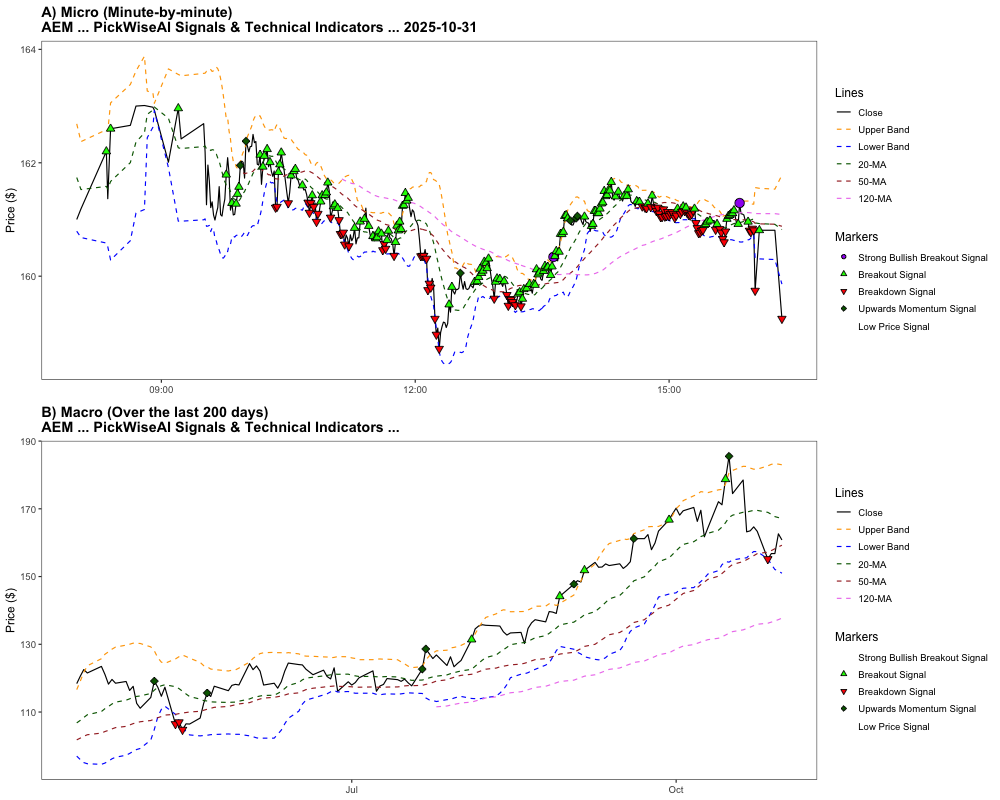 A) Micro (Minute-by-minute)
AEM ... PickWiseAI Signals & Technical Indicators ... 2025-10-31
Price ($)
164
162
160
09:00
12:00
15:00
Lines
Close
Upper Band
Lower Band
20-MA
50-MA
120-MA
Markers
Strong Bullish Breakout Signal
Breakout Signal
Breakdown Signal
Upwards Momentum Signal
Low Price Signal
B) Macro (Over the last 200 days)
AEM ... PickWiseAI Signals & Technical Indicators ...
Price ($)
190
170
150
130
110
Jul
Oct
Lines
Close
Upper Band
Lower Band
20-MA
50-MA
120-MA
Markers
Strong Bullish Breakout Signal
Breakout Signal
Breakdown Signal
Upwards Momentum Signal
Low Price Signal